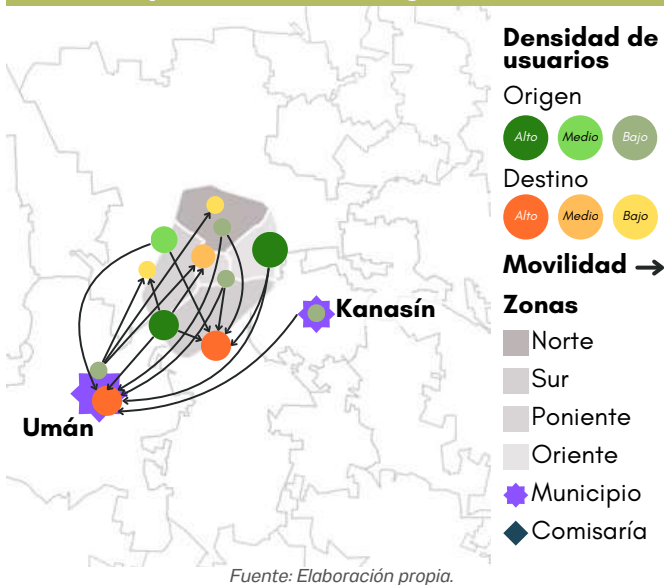 Densidad de
usuarios
Origen
Alto Medio Bajo
Destino
Alto Medio Bajo
Movilidad →
Zonas
Norte
Sur
Poniente
Oriente
Municipio
Comisaría
Kanasín
Umán
Fuente: Elaboración propia.